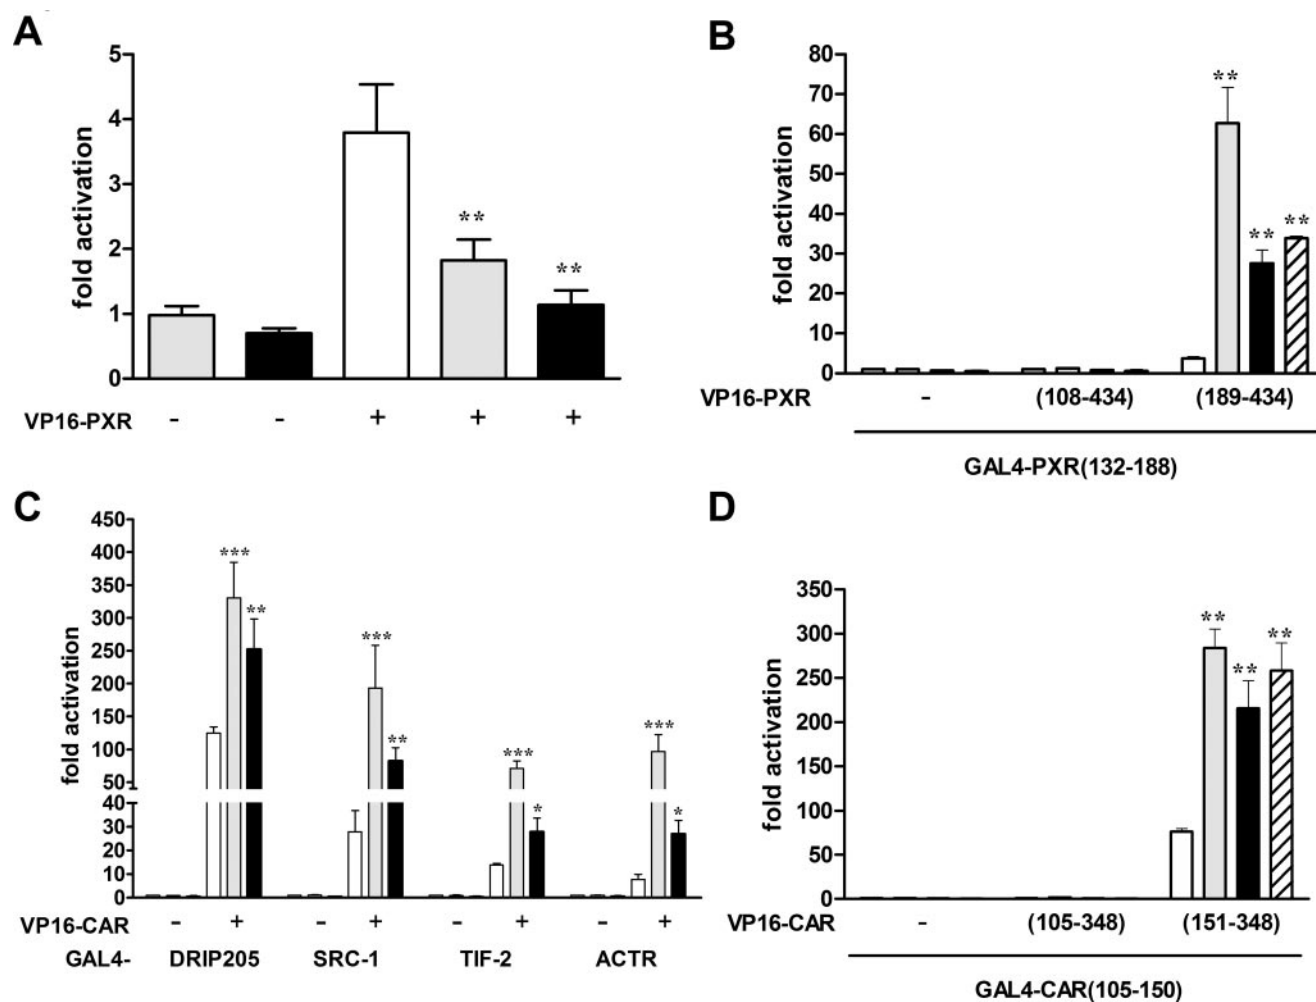 A
fold activation
5
4
3
2
1
0
** **
VP16-PXR - - + + +
B
fold activation
80
70
60
50
40
30
20
10
0
** ** **
VP16-PXR - (108-434) (189-434)
GAL4-PXR(132-188)
C
fold activation
450
400
350
300
250
200
150
100
50
40
30
20
10
0
*** ** *** ** *** * *** *
VP16-CAR - + - + - + - +
GAL4- DRIP205 SRC-1 TIF-2 ACTR
D
fold activation
350
300
250
200
150
100
50
0
** ** **
VP16-CAR - (105-348) (151-348)
GAL4-CAR(105-150)